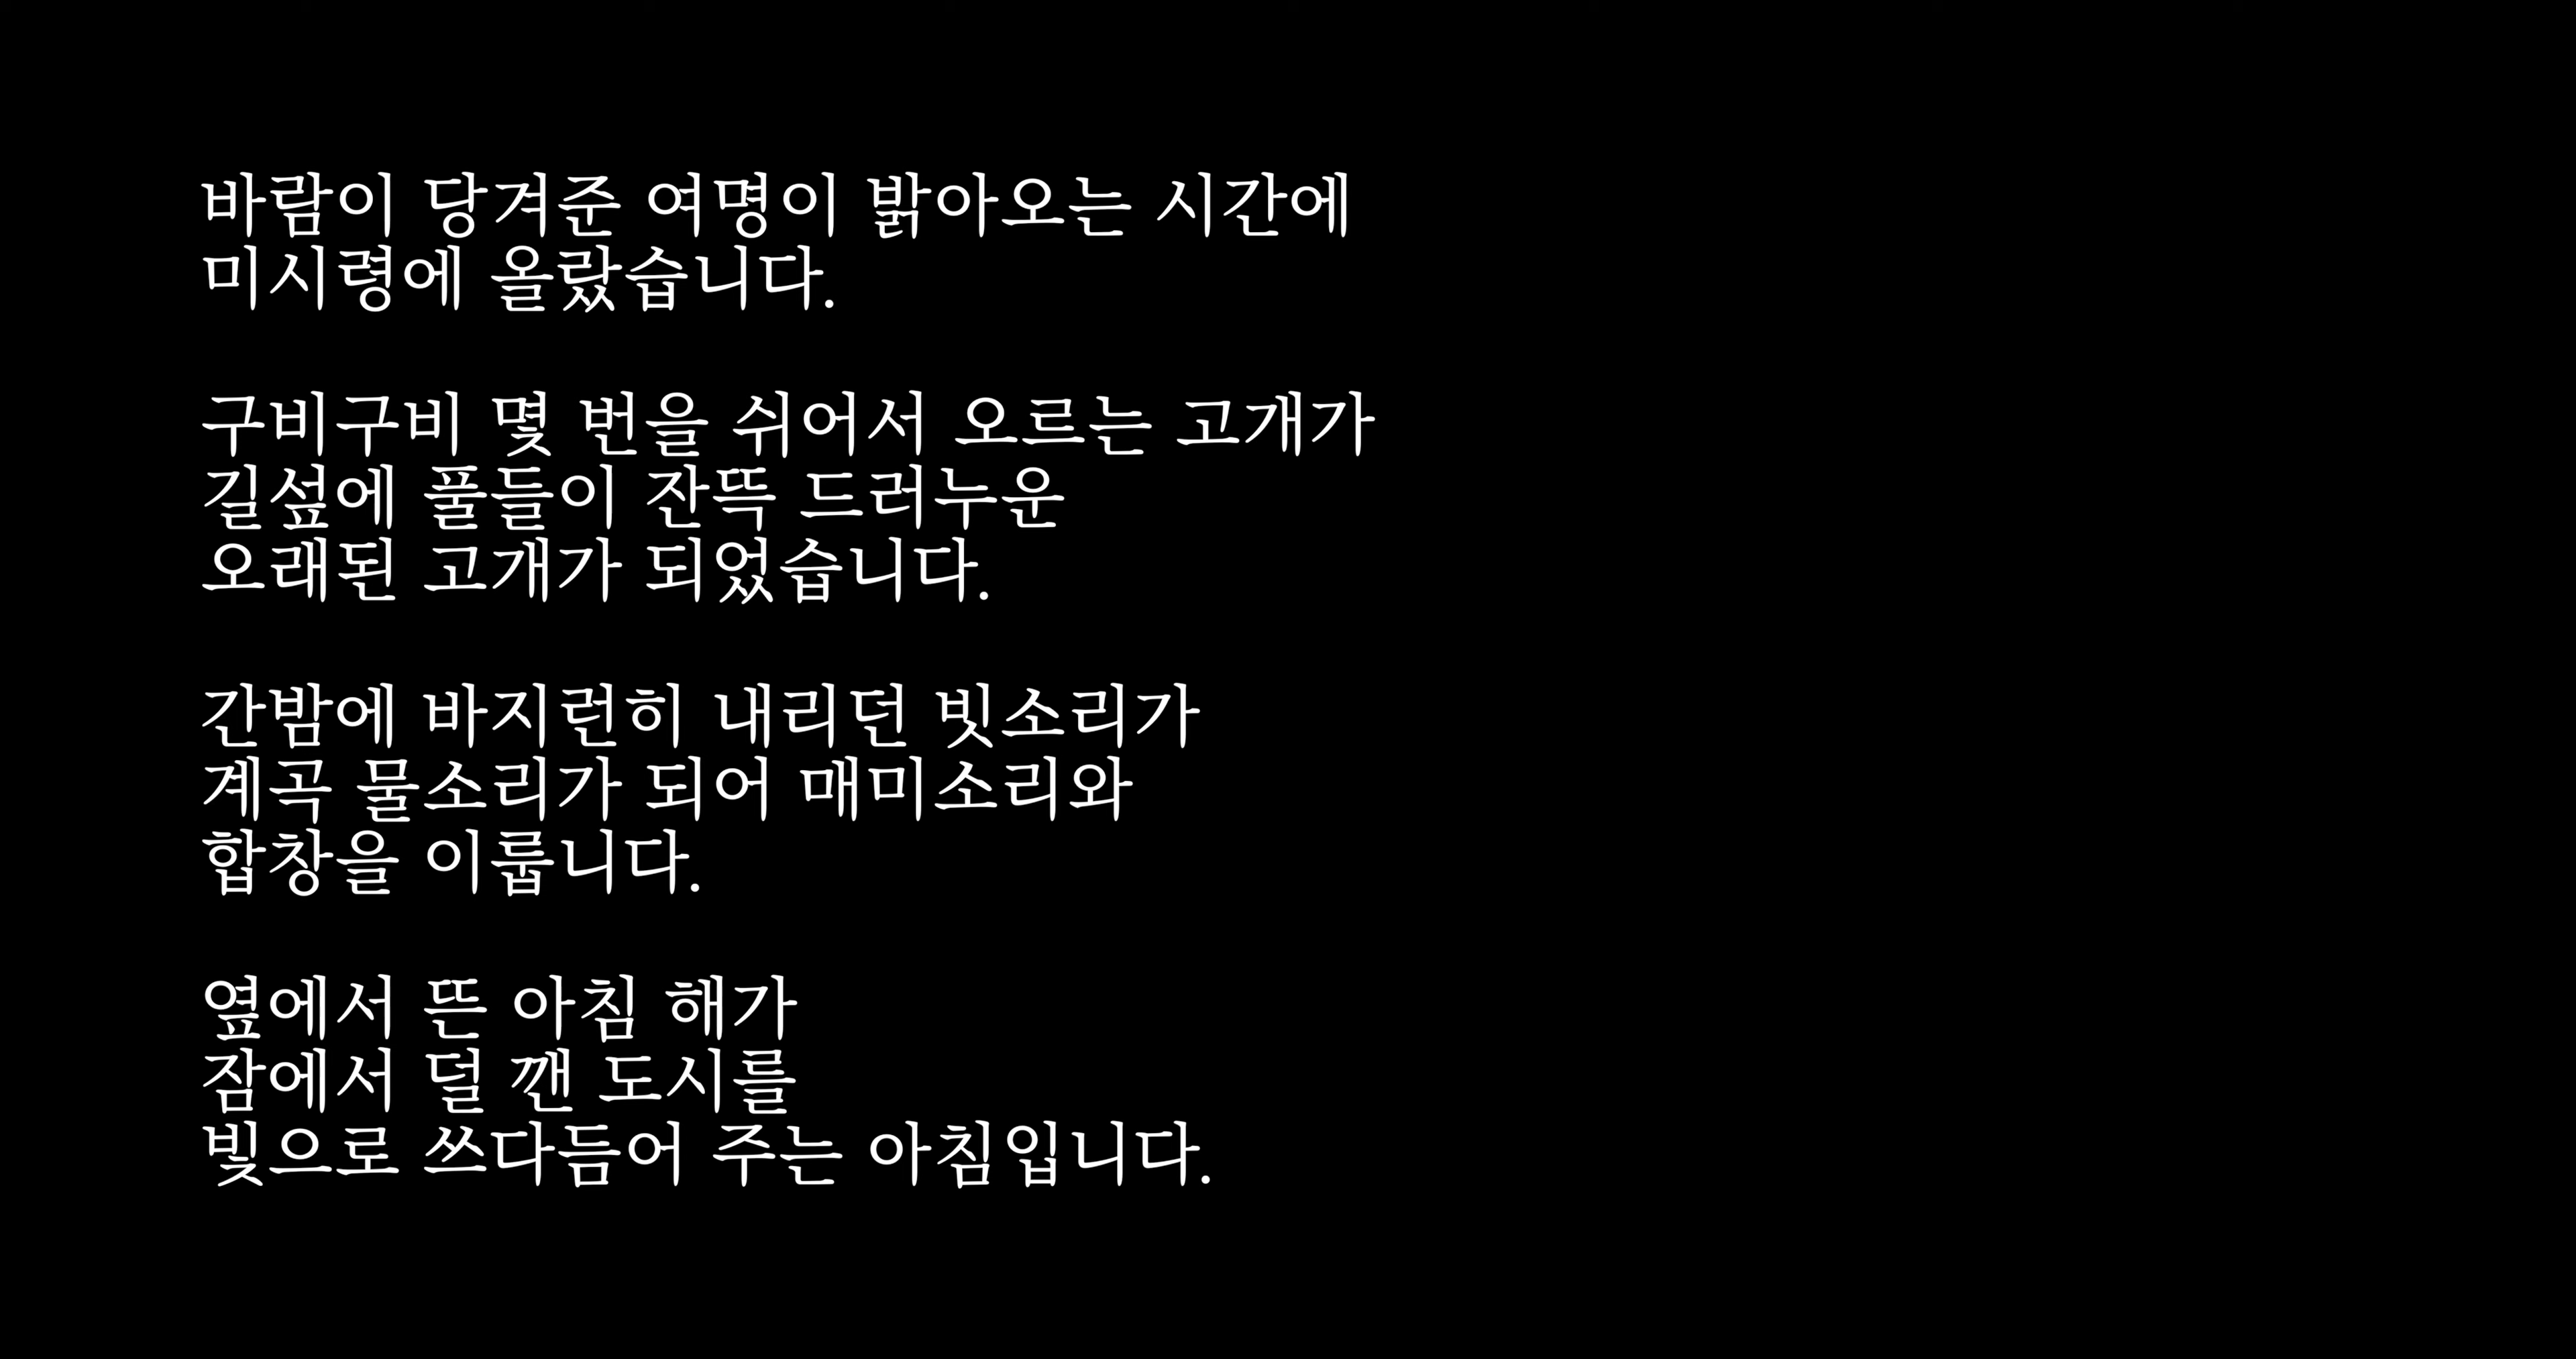 바람이 당겨준 여명이 밝아오는 시간에
미시령에 올랐습니다.
구비구비 몇 번을 쉬어서 오르는 고개가
길섶에 풀들이 잔뜩 드러누운
오래된 고개가 되었습니다.
간밤에 바지런히 내리던 빗소리가
계곡 물소리가 되어 매미소리와
합창을 이룹니다.
옆에서 뜬 아침 해가
잠에서 덜 깬 도시를
빛으로 쓰다듬어 주는 아침입니다.